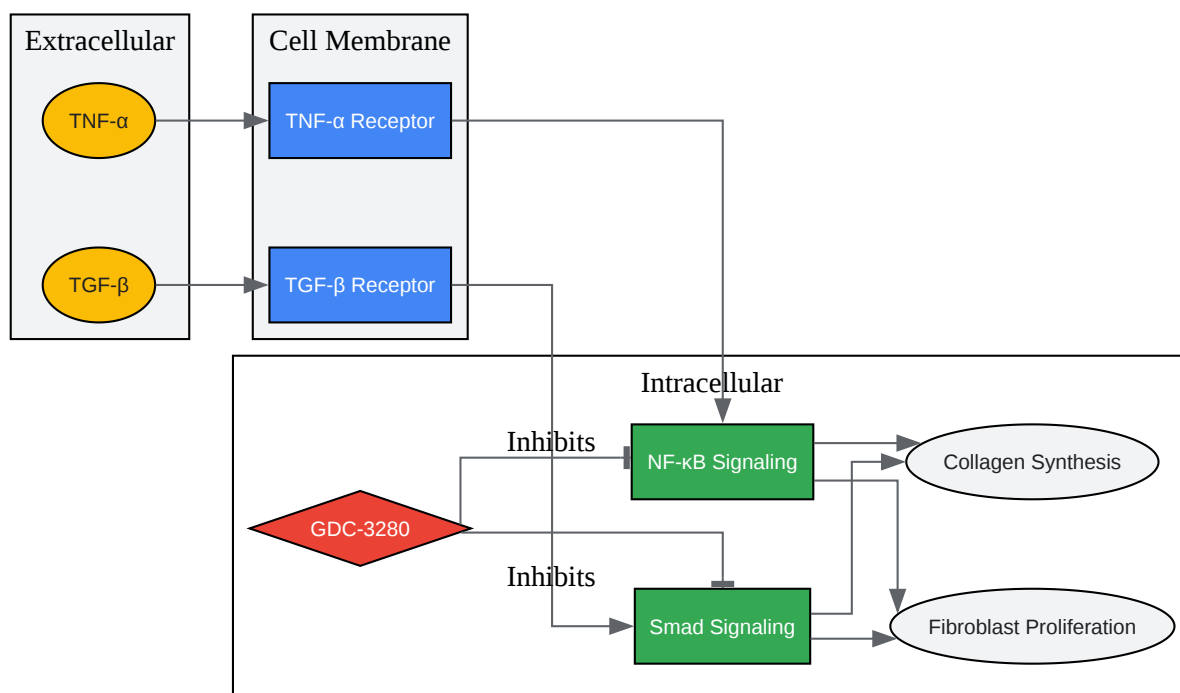 Extracellular
Cell Membrane
TNF-α
TNF-α Receptor
TGF-β
TGF-β Receptor
Intracellular
Inhibits
NF-κB Signaling
Collagen Synthesis
GDC-3280
Inhibits
Smad Signaling
Fibroblast Proliferation